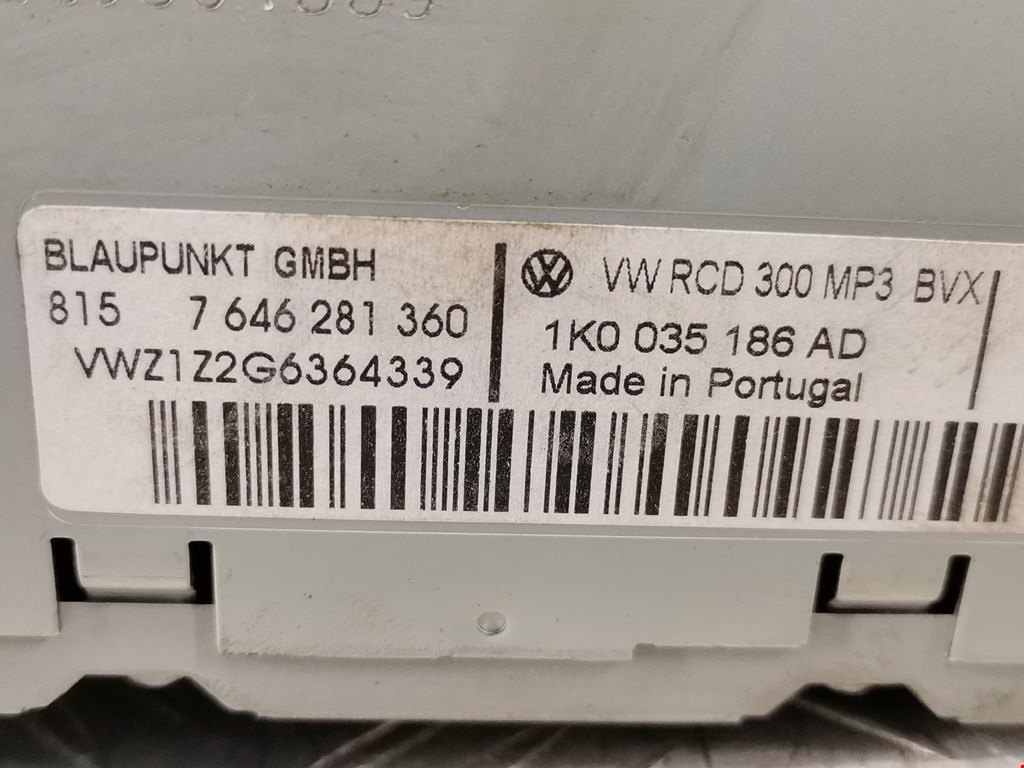 BLAUPUNKT GMBH
815 7 646 281 360
VWZ1Z2G6364339
VW RCD 300 MP3 BVX
1K0 035 186 AD
Made in Portugal